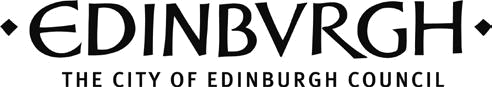 •EDINBVRGH•
THE CITY OF EDINBURGH COUNCIL